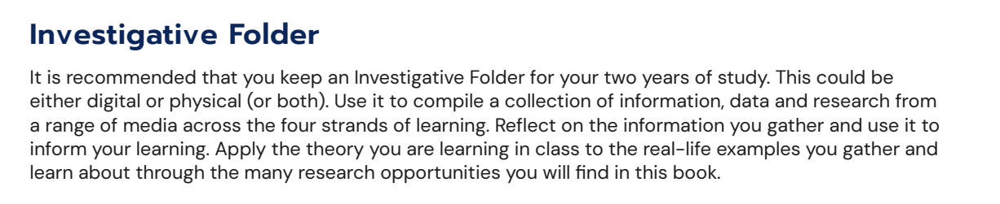 Investigative Folder
It is recommended that you keep an Investigative Folder for your two years of study. This could be
either digital or physical (or both). Use it to compile a collection of information, data and research from
a range of media across the four strands of learning. Reflect on the information you gather and use it to
inform your learning. Apply the theory you are learning in class to the real-life examples you gather and
learn about through the many research opportunities you will find in this book.